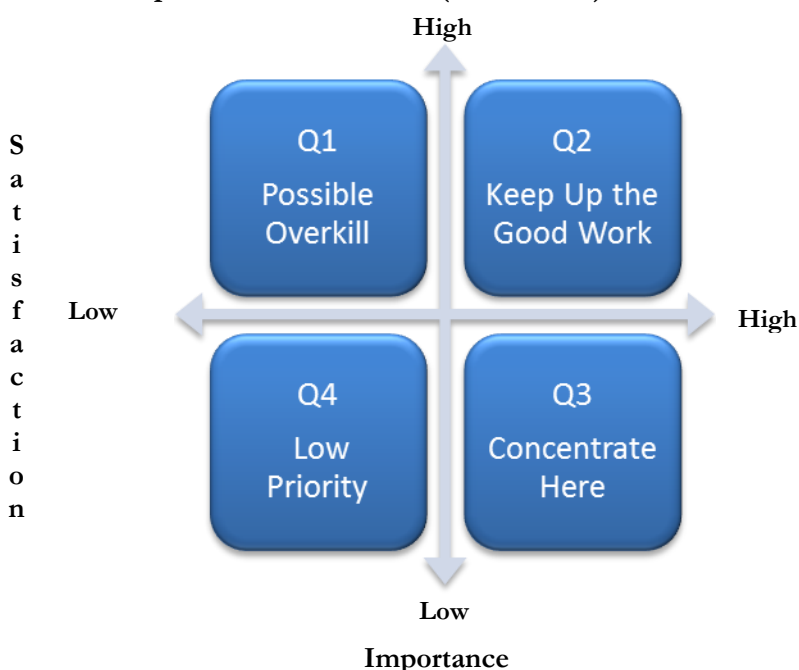 High
Q1
Possible
Overkill
Q2
Keep Up the
Good Work
S
a
t
i
s
f
a
c
t
i
o
n
Low
High
Q4
Low
Priority
Q3
Concentrate
Here
Low
Importance